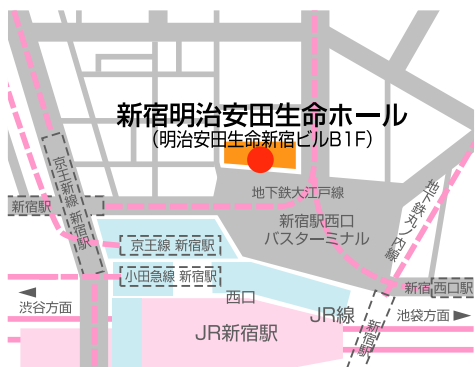 新宿明治安田生命ホール
(明治安田生命新宿ビルB1F)
京王新線 新宿駅
新宿駅
地下鉄大江戸線
地下鉄丸ノ内線
新宿駅西口
バスターミナル
京王線 新宿駅
小田急線 新宿駅
新宿西口駅
西口
渋谷方面
JR線
池袋方面
新宿駅
JR新宿駅